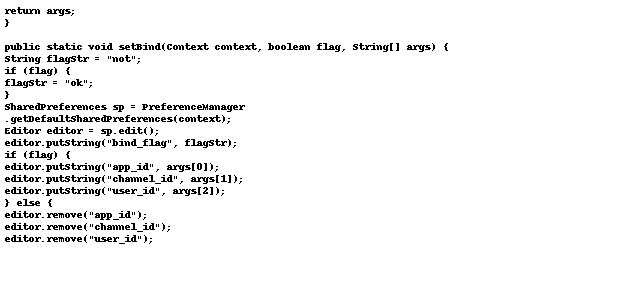 return args;
}

public static void setBind(Context context, boolean flag, String[] args) {
String flagStr = "not";
if (flag) {
flagStr = "ok";
}
SharedPreferences sp = PreferenceManager
.getDefaultSharedPreferences(context);
Editor editor = sp.edit();
editor.putString("bind_flag", flagStr);
if (flag) {
editor.putString("app_id", args[0]);
editor.putString("channel_id", args[1]);
editor.putString("user_id", args[2]);
} else {
editor.remove("app_id");
editor.remove("channel_id");
editor.remove("user_id");